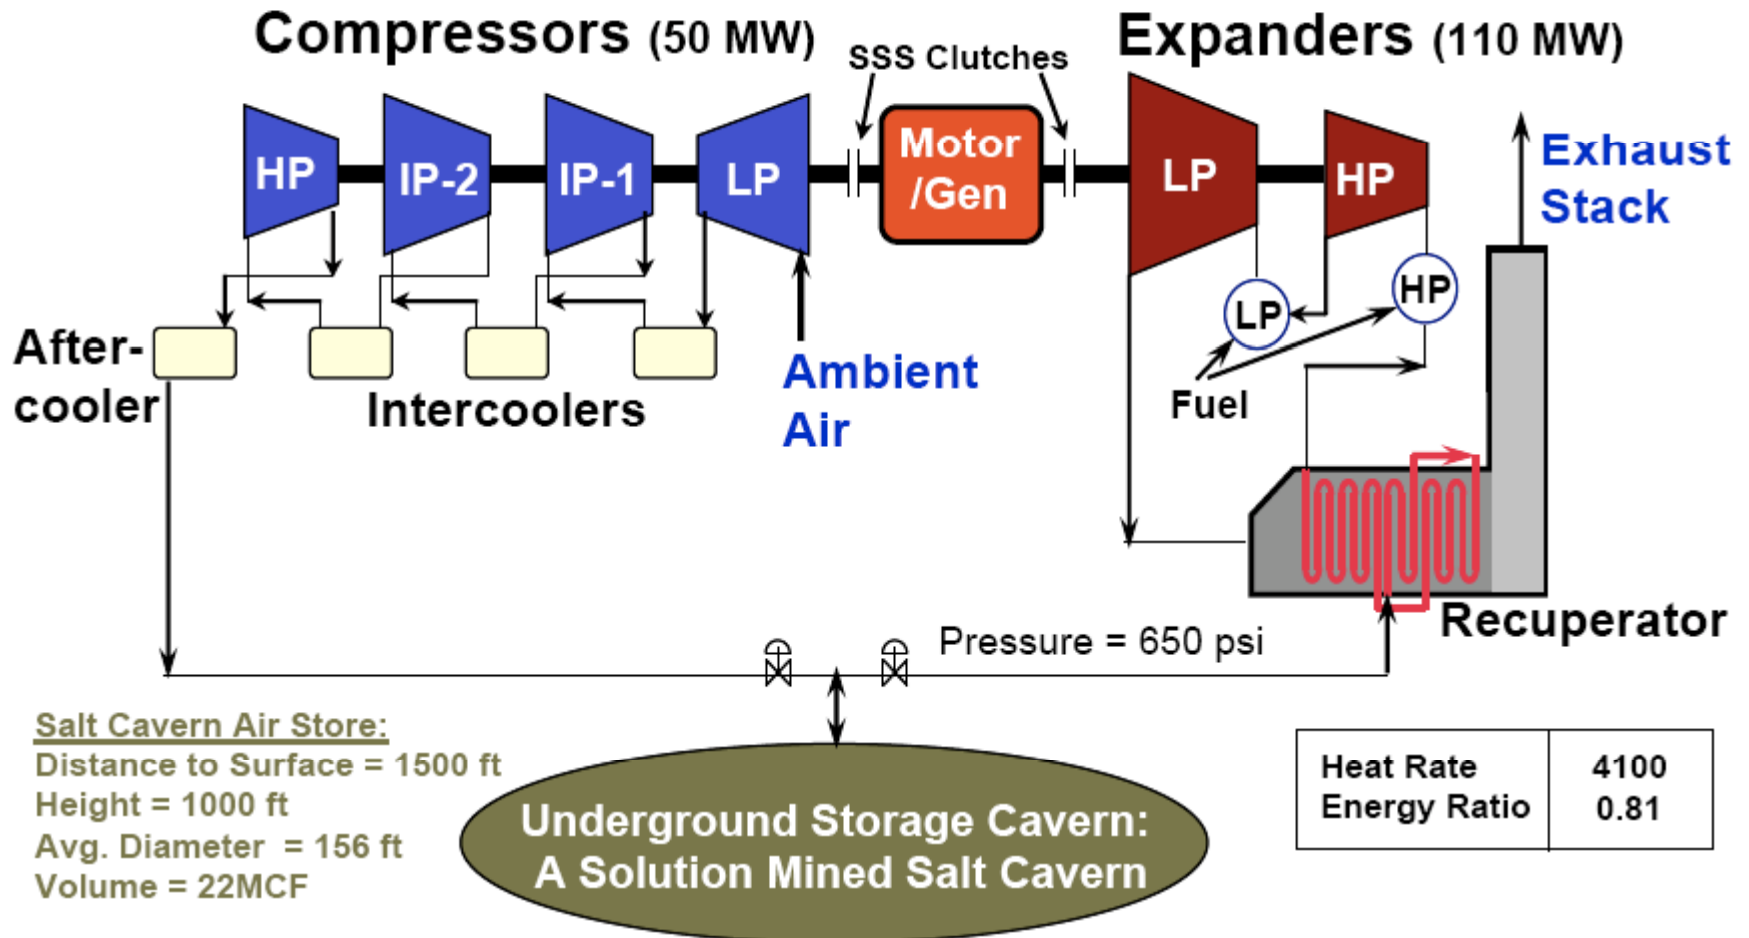 Compressors (50 MW)
Expanders (110 MW)
SSS Clutches
HP
IP-2
IP-1
LP
Motor
/Gen
LP
HP
Exhaust
Stack
LP
HP
After-
cooler
Intercoolers
Ambient
Air
Fuel
Recuperator
Pressure = 650 psi
Salt Cavern Air Store:
Distance to Surface = 1500 ft
Height = 1000 ft
Avg. Diameter = 156 ft
Volume = 22MCF
Underground Storage Cavern:
A Solution Mined Salt Cavern
Heat Rate 4100
Energy Ratio 0.81